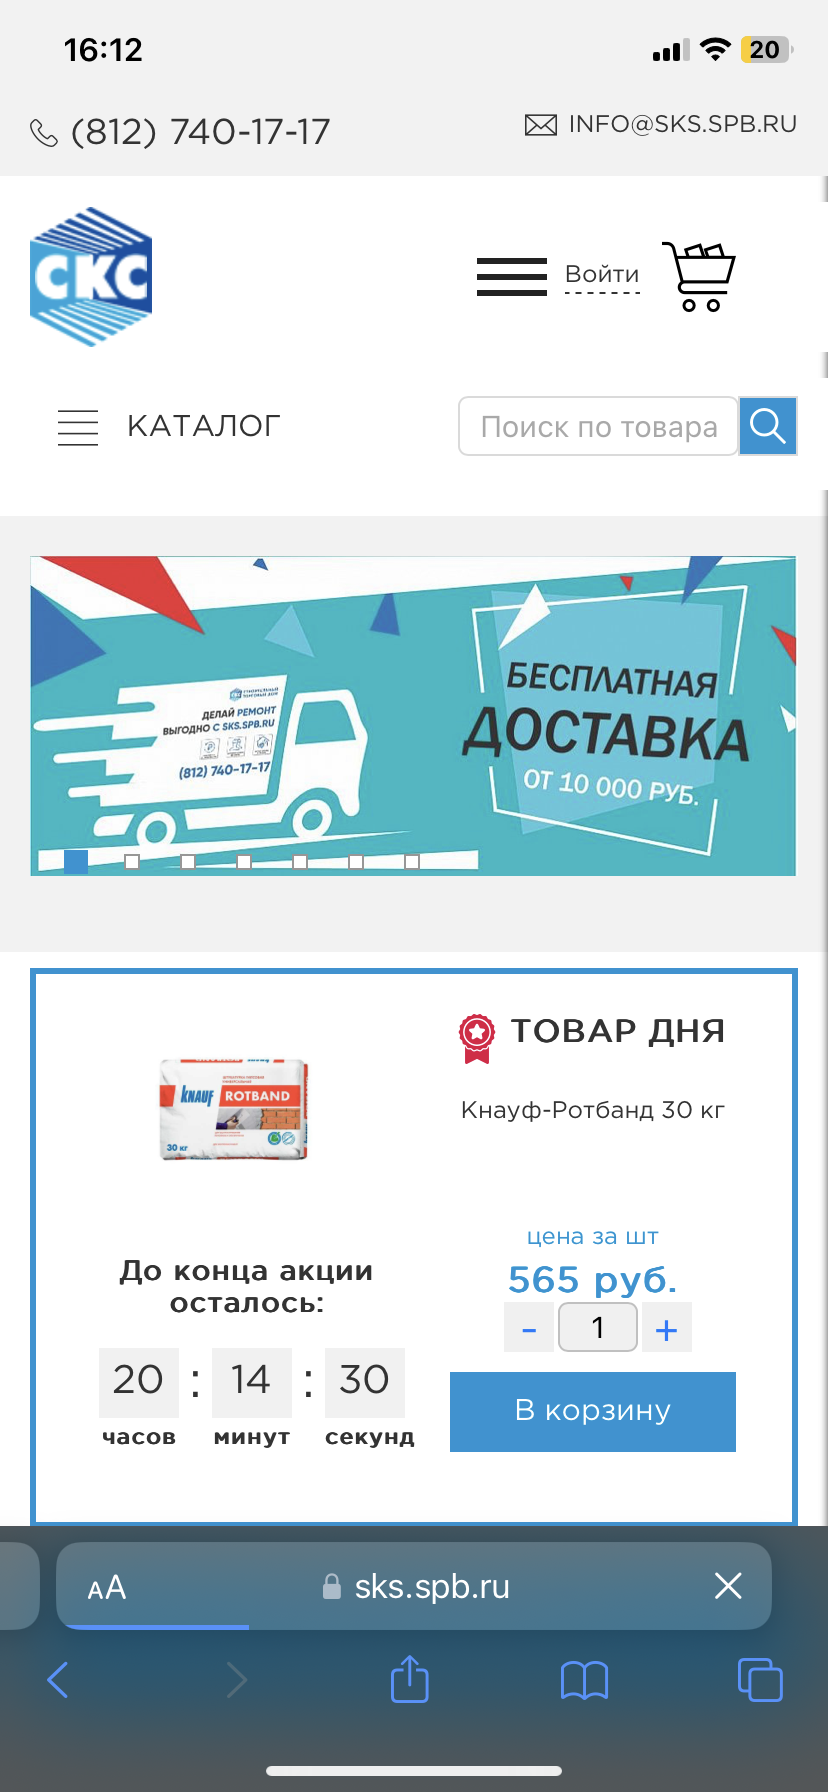 16:12
20
(812) 740-17-17
INFO@SKS.SPB.RU
СКС
Войти
КАТАЛОГ
Поиск по товара
СКС
ДЕЛАЙ РЕМОНТ
ВЫГОДНО С SKS.SPB.RU
(812) 740-17-17
БЕСПЛАТНАЯ
ДОСТАВКА
ОТ 10 000 РУБ.
ТОВАР ДНЯ
KNAUF
ROTBAND
30 кг
Кнауф-Ротбанд 30 кг
цена за шт
565 руб.
- 1 +
В корзину
До конца акции
осталось:
20 : 14 : 30
часов минут секунд
AA
sks.spb.ru